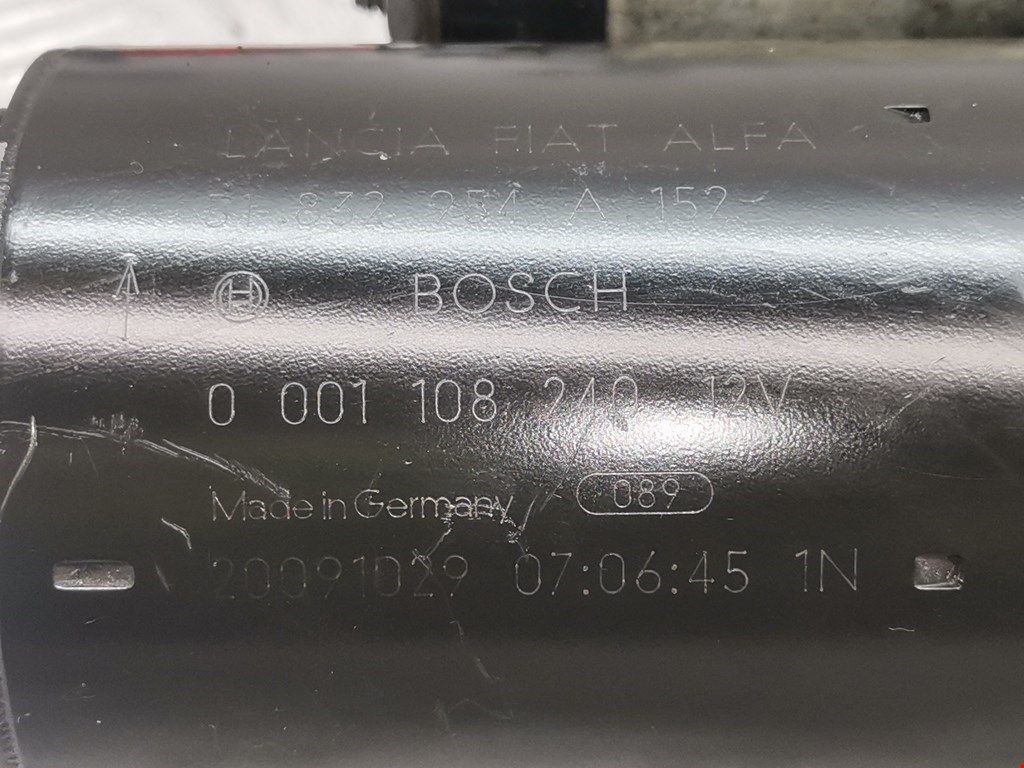 LANCIA FIAT ALFA
51.832.954 A 152
BOSCH
0 001 108 240 12V
Made in Germany 089
20091029 07:06:45 1N